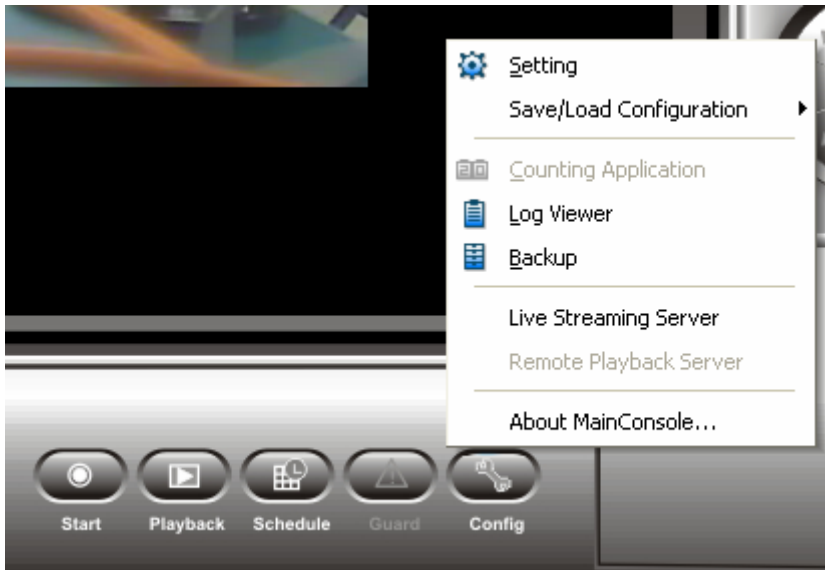 Setting
Save/Load Configuration
Counting Application
Log Viewer
Backup
Live Streaming Server
Remote Playback Server
About MainConsole...
Start Playback Schedule Guard Config